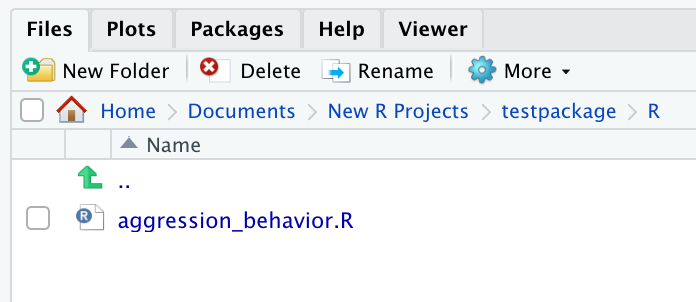 Files Plots Packages Help Viewer
New Folder Delete Rename More
Home Documents New R Projects testpackage R
Name
..
R aggression_behavior.R